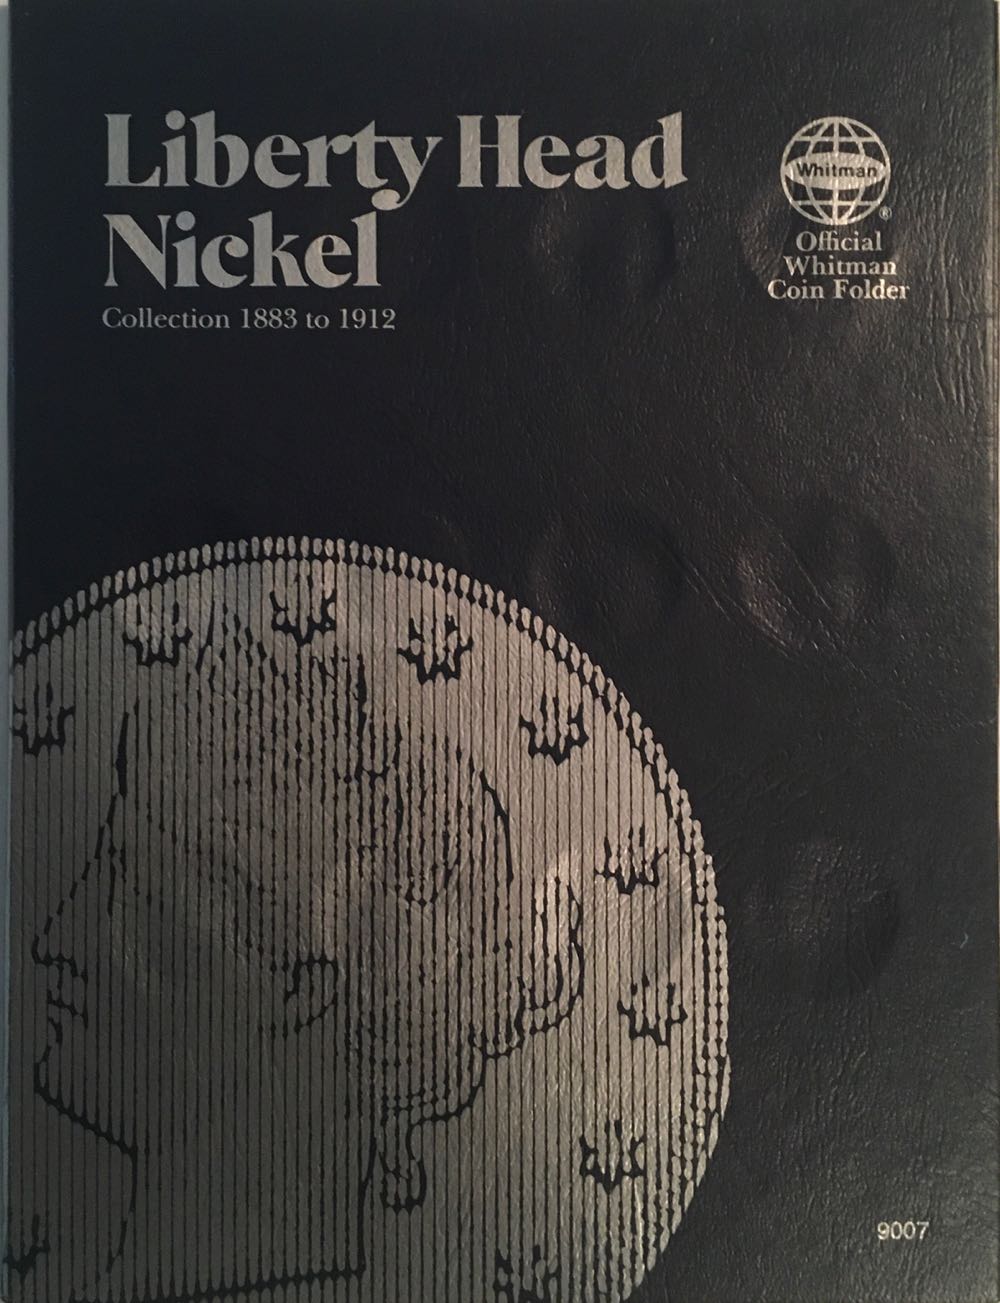 Liberty Head
Nickel
Collection 1883 to 1912
Whitman
®
Official
Whitman
Coin Folder
9007